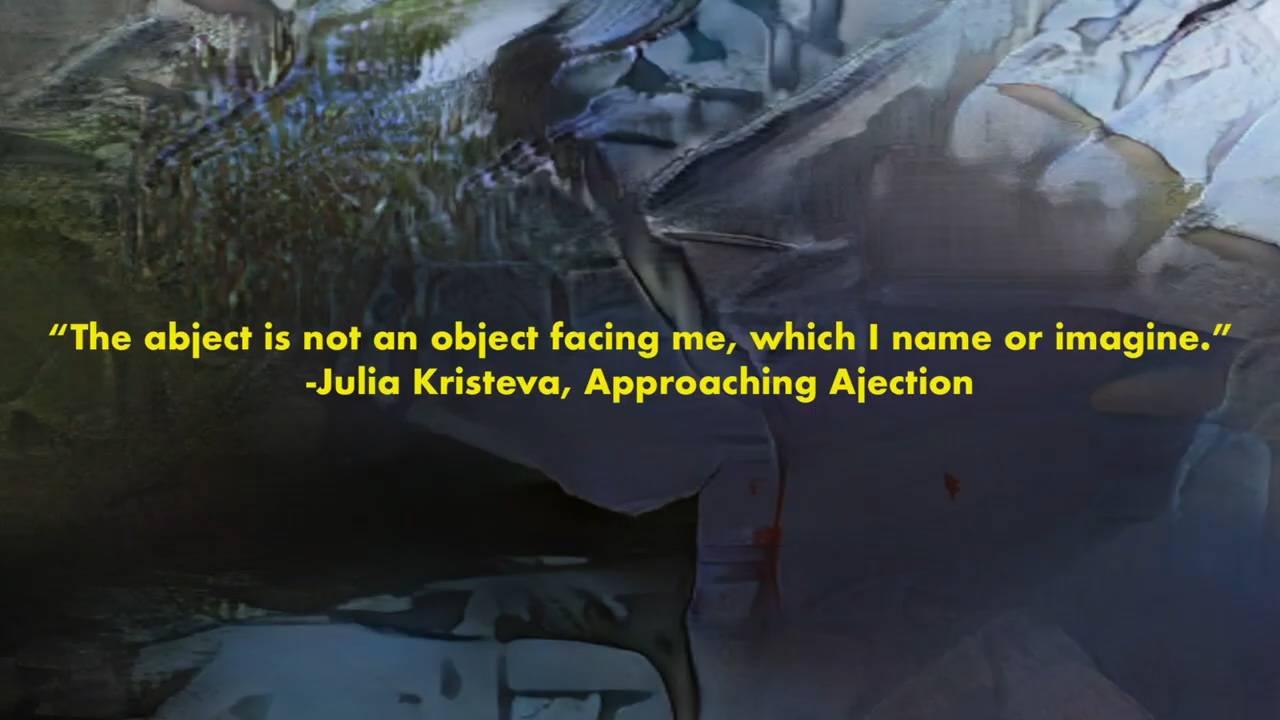 “The abject is not an object facing me, which I name or imagine.”
-Julia Kristeva, Approaching Ajection